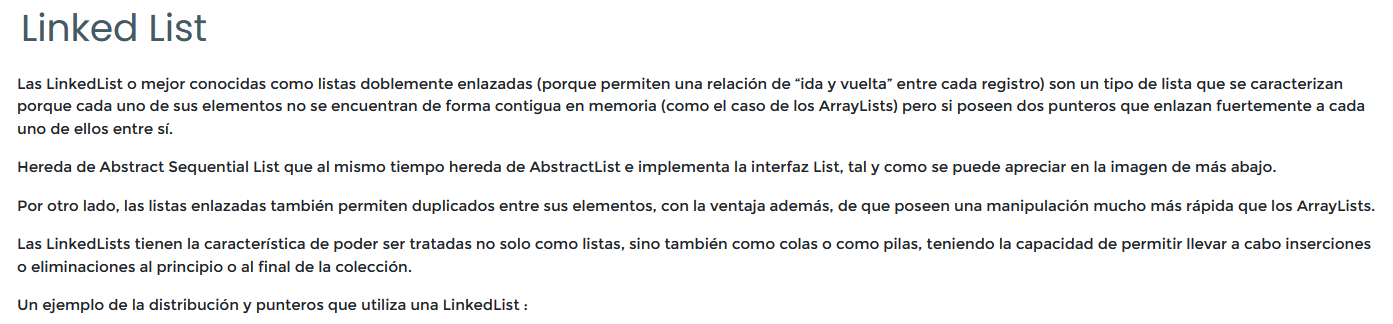 Linked List
Las LinkedList o mejor conocidas como listas doblemente enlazadas (porque permiten una relación de “ida y vuelta” entre cada registro) son un tipo de lista que se caracterizan
porque cada uno de sus elementos no se encuentran de forma contigua en memoria (como el caso de los ArrayLists) pero si poseen dos punteros que enlazan fuertemente a cada
uno de ellos entre sí.
Hereda de Abstract Sequential List que al mismo tiempo hereda de AbstractList e implementa la interfaz List, tal y como se puede apreciar en la imagen de más abajo.
Por otro lado, las listas enlazadas también permiten duplicados entre sus elementos, con la ventaja además, de que poseen una manipulación mucho más rápida que los ArrayLists.
Las LinkedLists tienen la característica de poder ser tratadas no solo como listas, sino también como colas o como pilas, teniendo la capacidad de permitir llevar a cabo inserciones
o eliminaciones al principio o al final de la colección.
Un ejemplo de la distribución y punteros que utiliza una LinkedList :